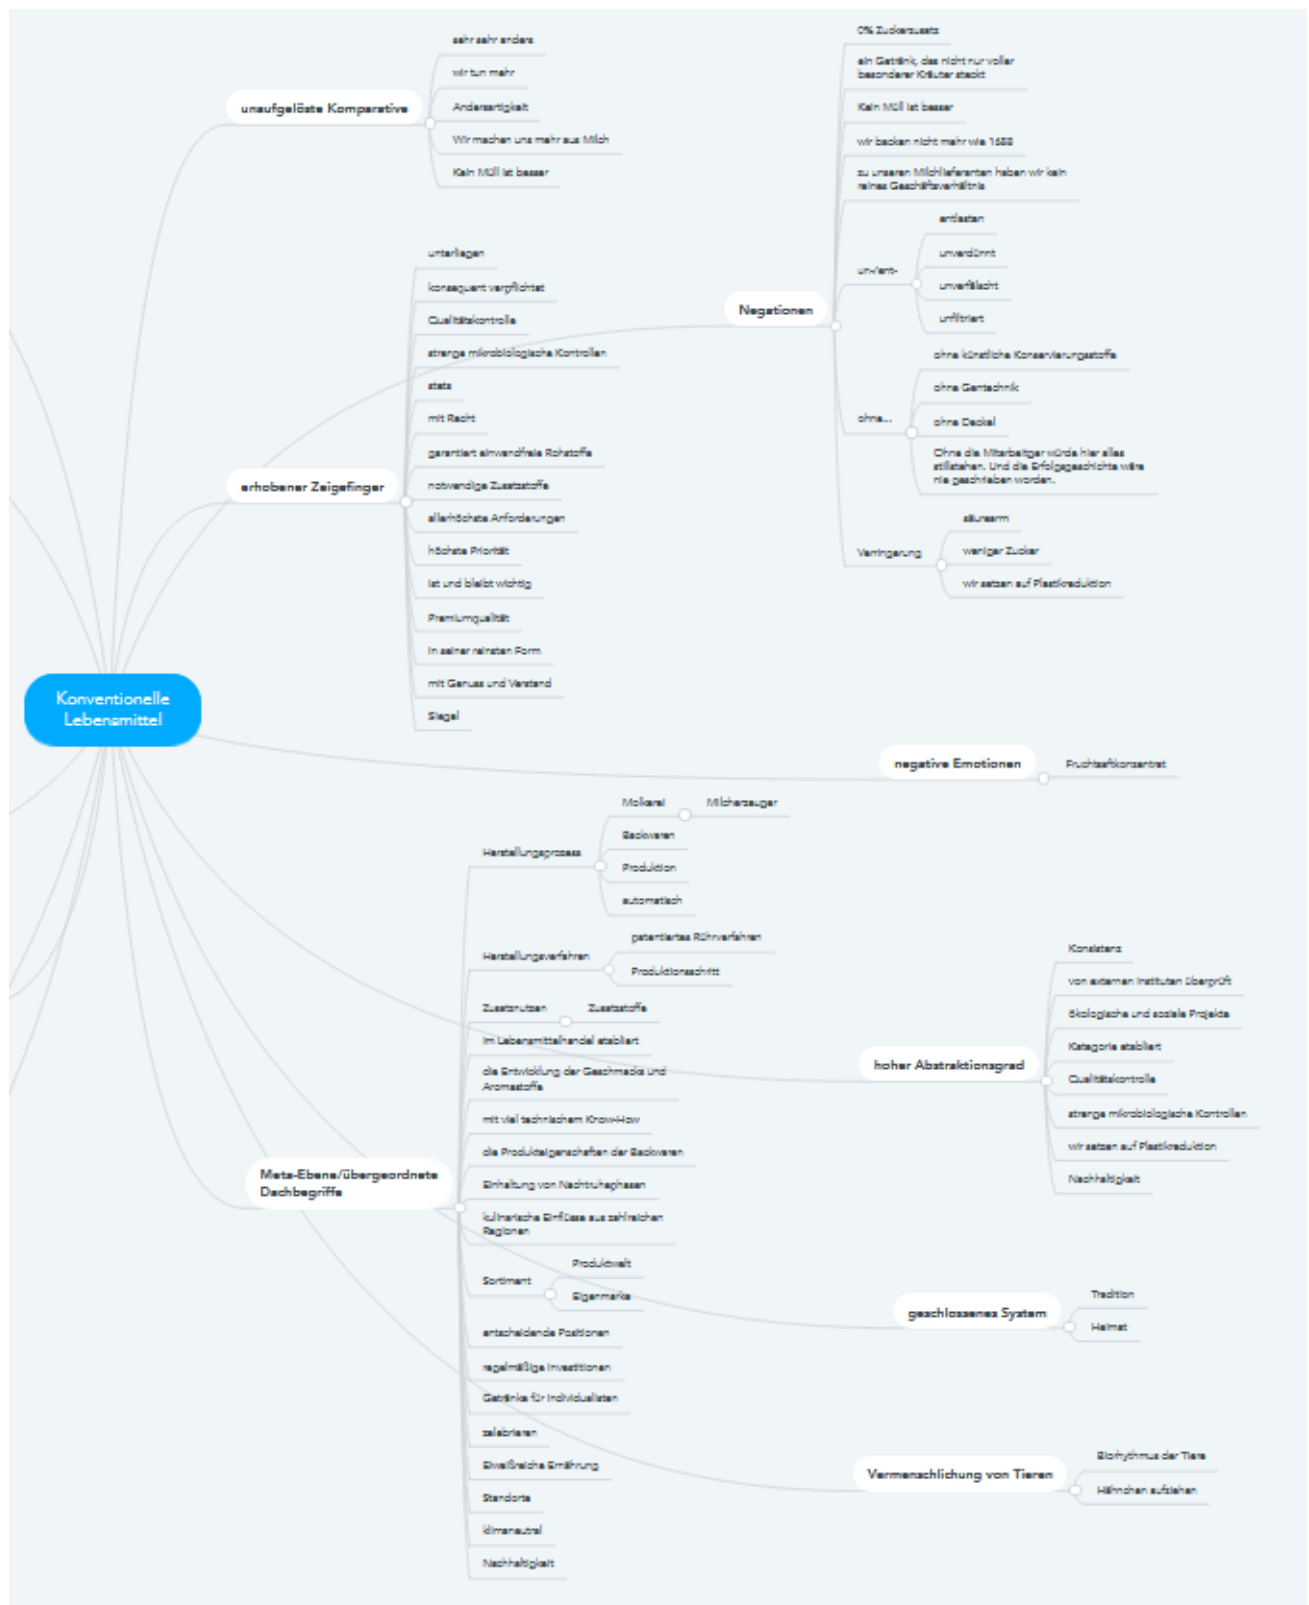 Konventionelle
Lebensmittel
unaufgelöste Komparative
sehr sehr anders
wir tun mehr
Andersartigkeit
Wir machen uns mehr aus Milch
Kein Müll ist besser
erhobener Zeigefinger
unterliegen
konsequent verpflichtet
Qualitätskontrolle
strenge mikrobiologische Kontrollen
stets
mit Recht
garantiert einwandfreie Rohstoffe
notwendige Zusatzstoffe
allerhöchste Anforderungen
höchste Priorität
ist und bleibt wichtig
Premiumqualität
In seiner reinsten Form
mit Genuss und Verstand
Siegel
Negationen
0% Zuckerzusatz
ein Getränk, das nicht nur voller
besonderer Kräuter steckt
Kein Müll ist besser
wir backen nicht mehr wie 1688
zu unseren Milchlieferanten haben wir kein
reines Geschäftsverhältnis
un-/ent-
entlasten
unverdünnt
unverfälscht
unfiltriert
ohne...
ohne künstliche Konservierungsstoffe
ohne Gentechnik
ohne Deckel
Ohne die Mitarbeitger würde hier alles
stillstehen. Und die Erfolgsgeschichte wäre
nie geschrieben worden.
Verringerung
säurearm
weniger Zucker
wir setzen auf Plastikreduktion
negative Emotionen
Fruchtsaftkonzentrat
Meta-Ebene/übergeordnete
Dachbegriffe
Herstellungsprozess
Molkerei
Milcherzeuger
Backwaren
Produktion
automatisch
Herstellungsverfahren
patentiertes Rührverfahren
Produktionsschritt
Zusatznutzen
Zusatzstoffe
im Lebensmittelhandel etabliert
die Entwicklung der Geschmacks und
Aromastoffe
mit viel technischem Know-How
die Produkteigenschaften der Backwaren
Einhaltung von Nachtruhephasen
kulinarische Einflüsse aus zahlreichen
Regionen
Sortiment
Produktwelt
Eigenmarke
entscheidende Positionen
regelmäßige Investitionen
Getränke für Individualisten
zelebrieren
Eiweißreiche Ernährung
Standorte
klimaneutral
Nachhaltigkeit
hoher Abstraktionsgrad
Konsistenz
von externen Instituten überprüft
ökologische und soziale Projekte
Kategorie etabliert
Qualitätskontrolle
strenge mikrobiologische Kontrollen
wir setzen auf Plastikreduktion
Nachhaltigkeit
geschlossenes System
Tradition
Heimat
Vermenschlichung von Tieren
Biorhythmus der Tiere
Hähnchen aufziehen